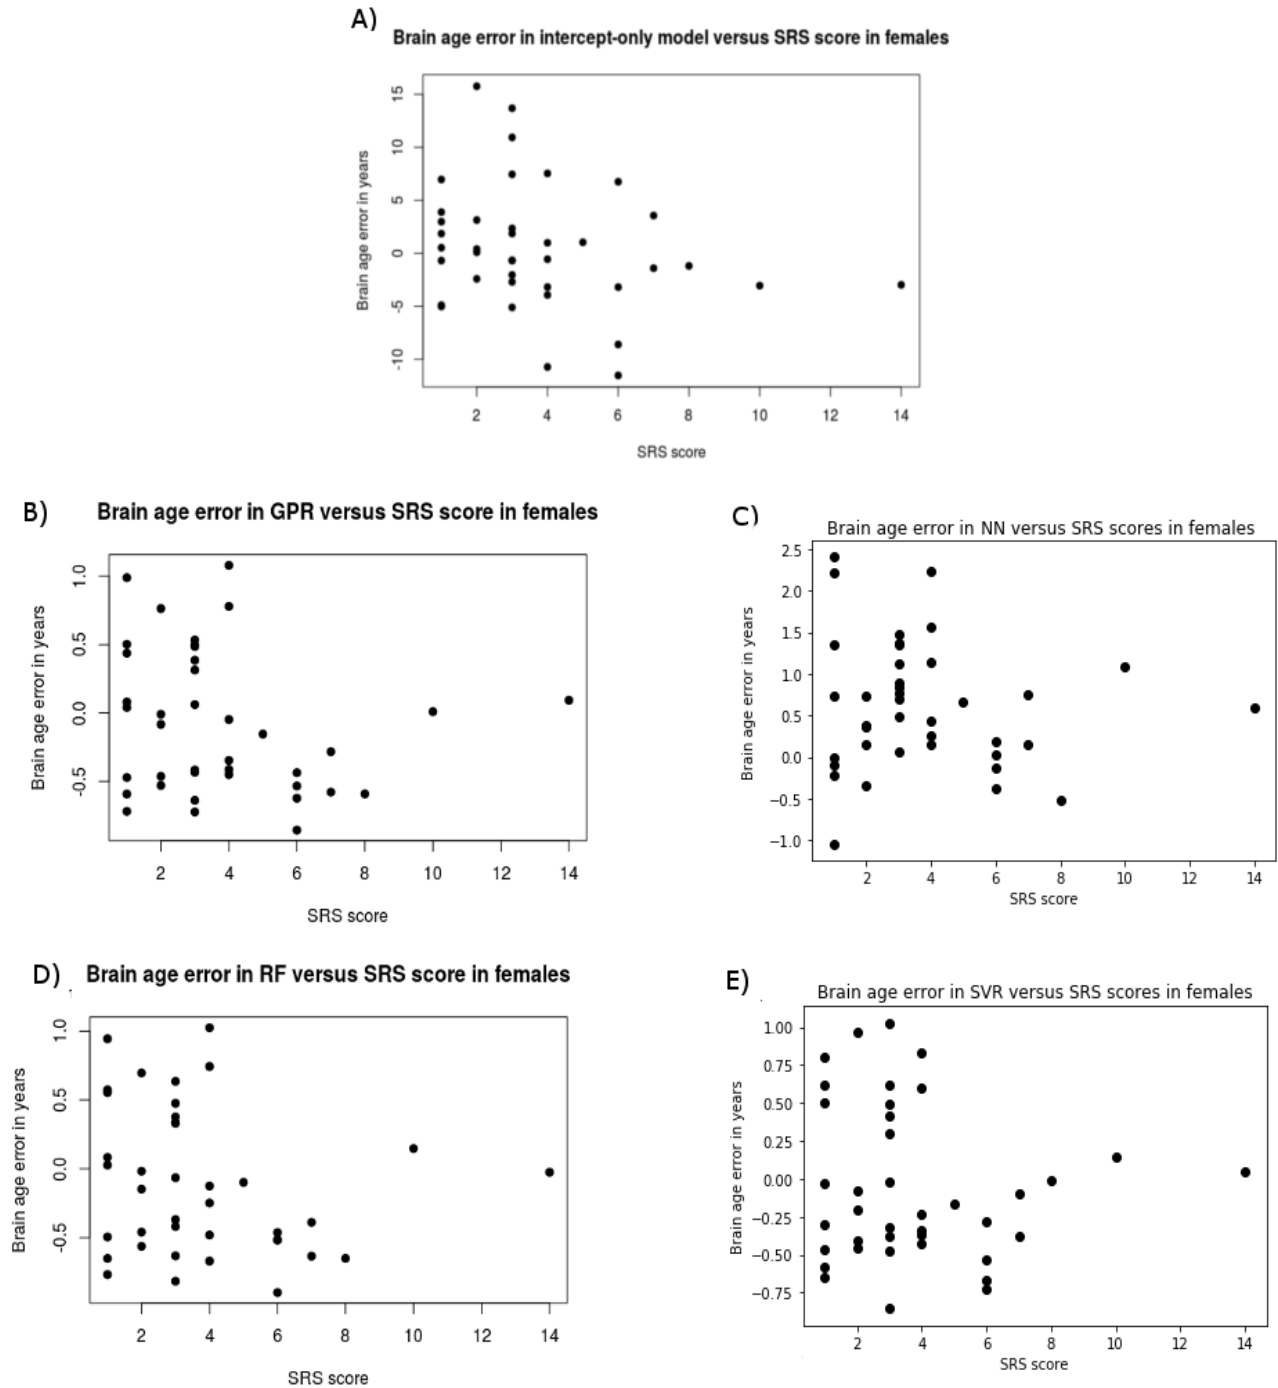 A)
Brain age error in intercept-only model versus SRS score in females
Brain age error in years
15
10
5
0
-5
-10
2 4 6 8 10 12 14
SRS score
B)
Brain age error in GPR versus SRS score in females
Brain age error in years
1.0
0.5
0.0
-0.5
2 4 6 8 10 12 14
SRS score
C)
Brain age error in NN versus SRS scores in females
Brain age error in years
2.5
2.0
1.5
1.0
0.5
0.0
−0.5
−1.0
2 4 6 8 10 12 14
SRS score
D)
Brain age error in RF versus SRS score in females
Brain age error in years
1.0
0.5
0.0
-0.5
2 4 6 8 10 12 14
SRS score
E)
Brain age error in SVR versus SRS scores in females
Brain age error in years
1.00
0.75
0.50
0.25
0.00
−0.25
−0.50
−0.75
2 4 6 8 10 12 14
SRS score